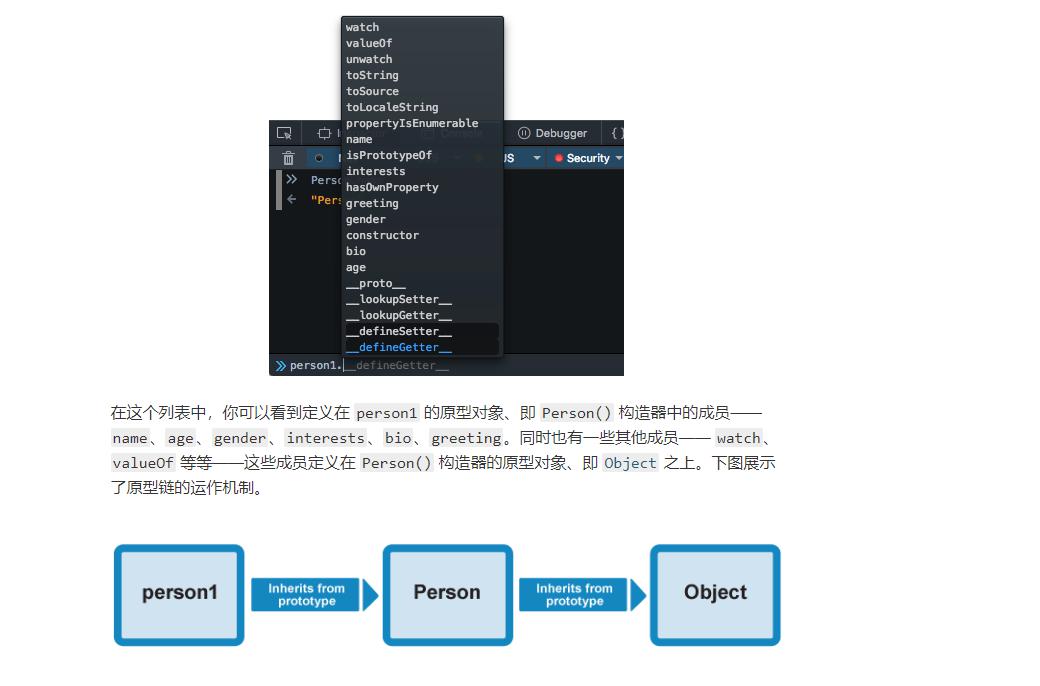 watch
valueOf
unwatch
toString
toSource
toLocaleString
propertyIsEnumerable
name
isPrototypeOf
interests
hasOwnProperty
greeting
gender
constructor
bio
age
__proto__
__lookupSetter__
__lookupGetter__
__defineSetter__
__defineGetter__
Debugger
{}
JS
Security
Perso
"Pers
person1.__defineGetter__
在这个列表中，你可以看到定义在 person1 的原型对象、即 Person() 构造器中的成员——
name、age、gender、interests、bio、greeting。同时也有一些其他成员—— watch、
valueOf 等等——这些成员定义在 Person() 构造器的原型对象、即 Object 之上。下图展示
了原型链的运作机制。
person1
Inherits from
prototype
Person
Inherits from
prototype
Object